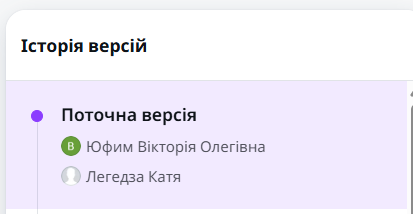 Історія версій
Поточна версія
В Юфим Вікторія Олегівна
Легедза Катя